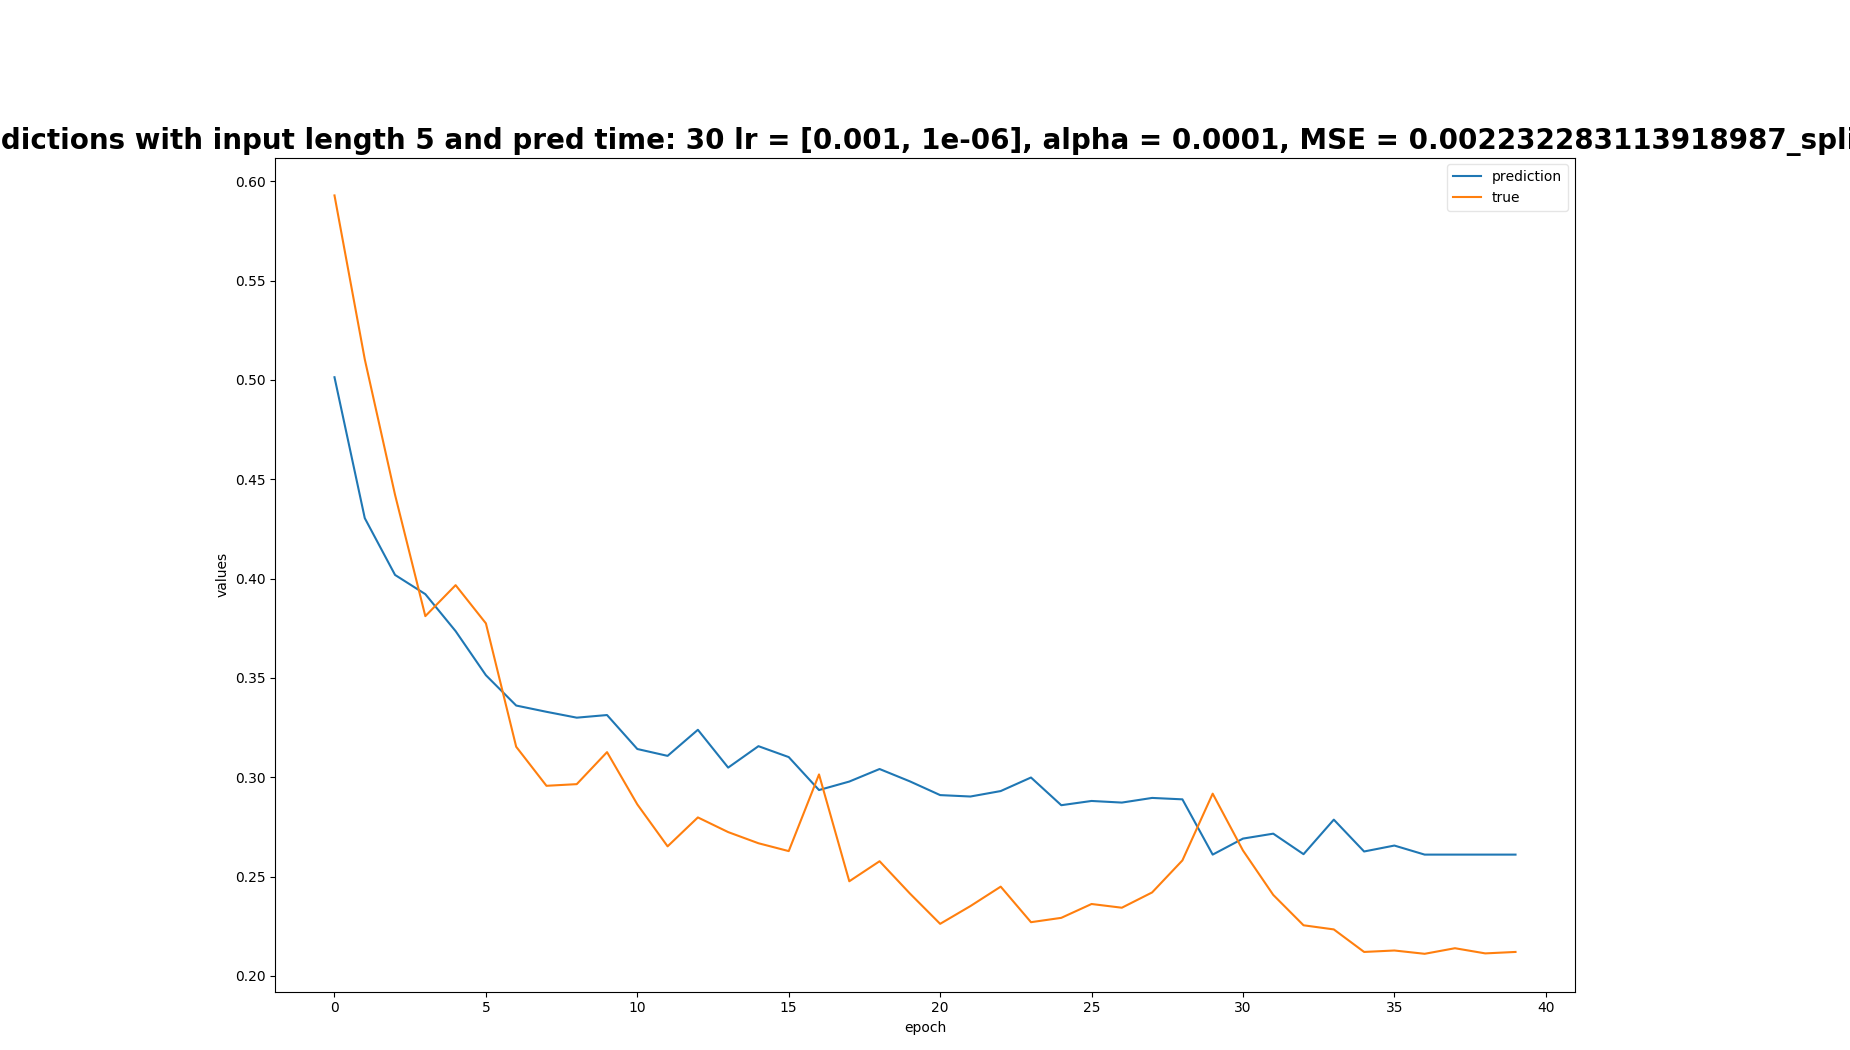 dictions with input length 5 and pred time: 30 lr = [0.001, 1e-06], alpha = 0.0001, MSE = 0.002232283113918987_spli
prediction
true
0.60
0.55
0.50
0.45
0.40
0.35
0.30
0.25
0.20
values
0 5 10 15 20 25 30 35 40
epoch